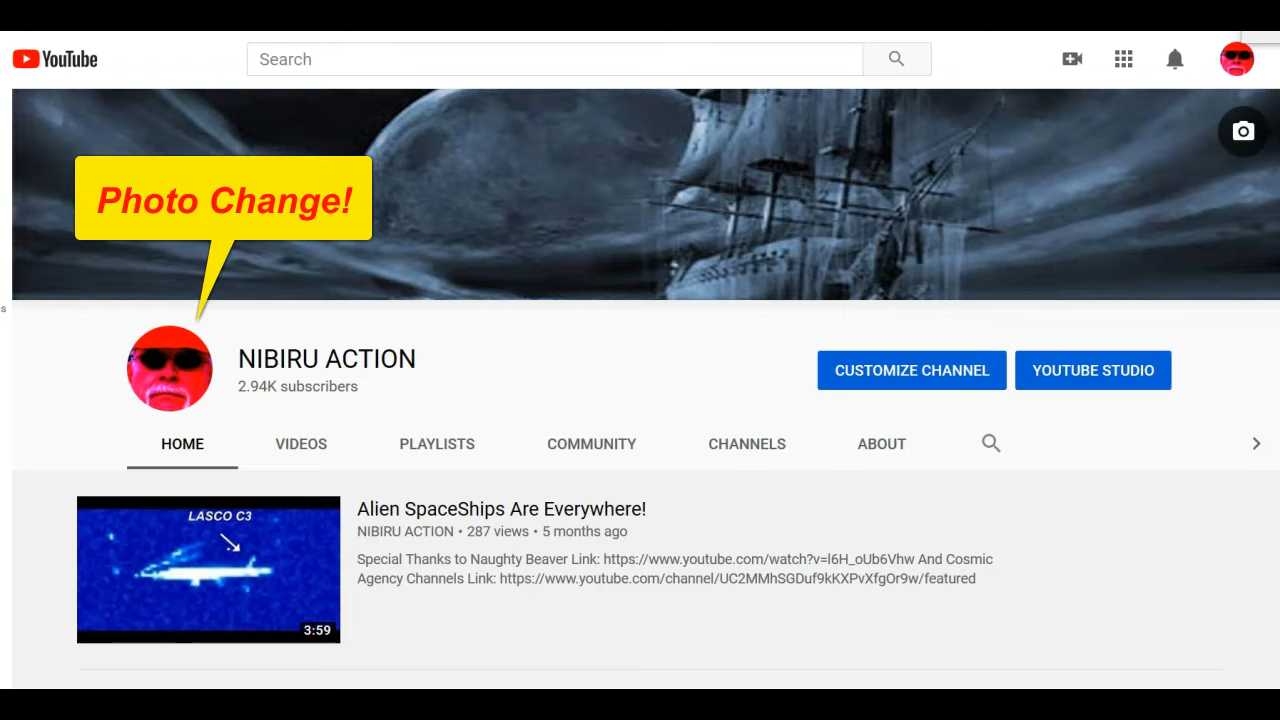 YouTube
Search
Photo Change!
s
NIBIRU ACTION
2.94K subscribers
CUSTOMIZE CHANNEL
YOUTUBE STUDIO
HOME
VIDEOS
PLAYLISTS
COMMUNITY
CHANNELS
ABOUT
LASCO C3
3:59
Alien SpaceShips Are Everywhere!
NIBIRU ACTION • 287 views • 5 months ago
Special Thanks to Naughty Beaver Link: https://www.youtube.com/watch?v=l6H_oUb6Vhw And Cosmic
Agency Channels Link: https://www.youtube.com/channel/UC2MMhSGDuf9kKXPvXfgOr9w/featured